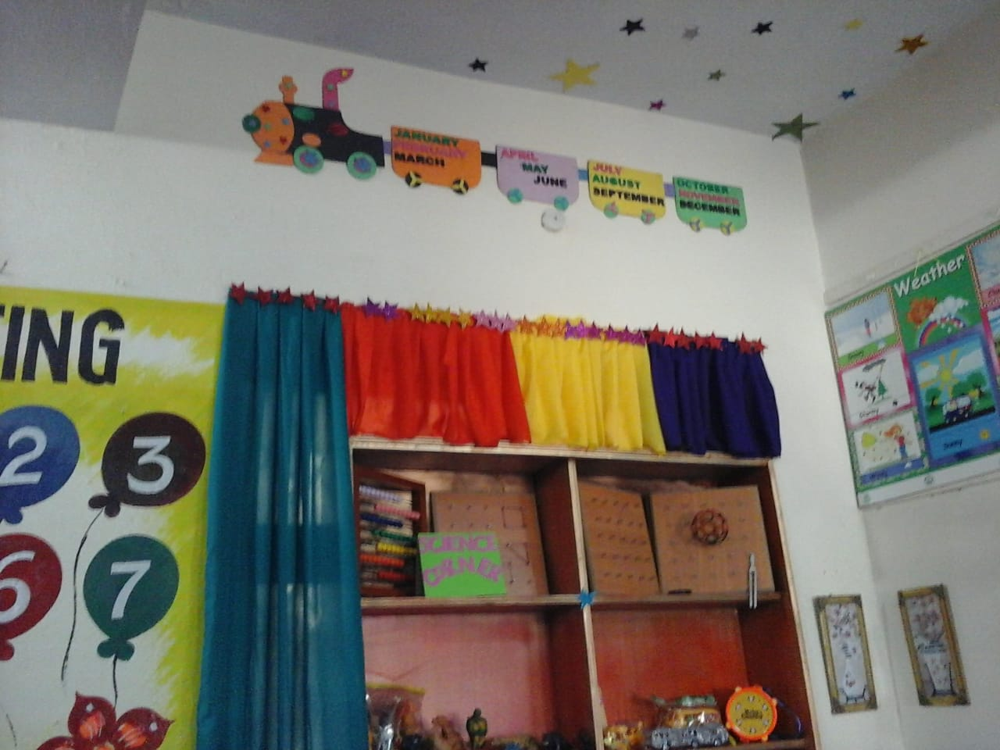 JANUARY
FEBRUARY
MARCH
APRIL
MAY
JUNE
JULY
AUGUST
SEPTEMBER
OCTOBER
NOVEMBER
DECEMBER
Weather
TING
2
3
6
7
SCIENCE
CORNER
Sunny